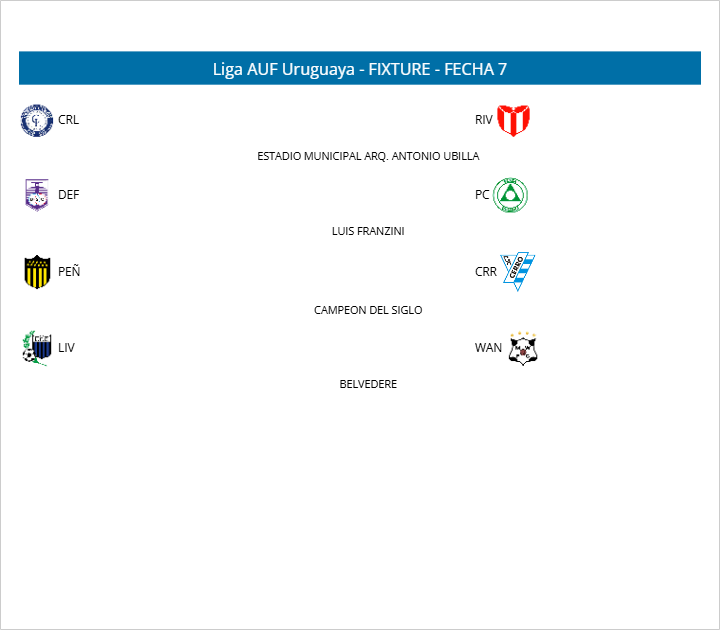 Liga AUF Uruguaya - FIXTURE - FECHA 7
CRL RIV
ESTADIO MUNICIPAL ARQ. ANTONIO UBILLA
DEF PC
LUIS FRANZINI
PEÑ CRR
CERRO
CAMPEON DEL SIGLO
LIV WAN
BELVEDERE